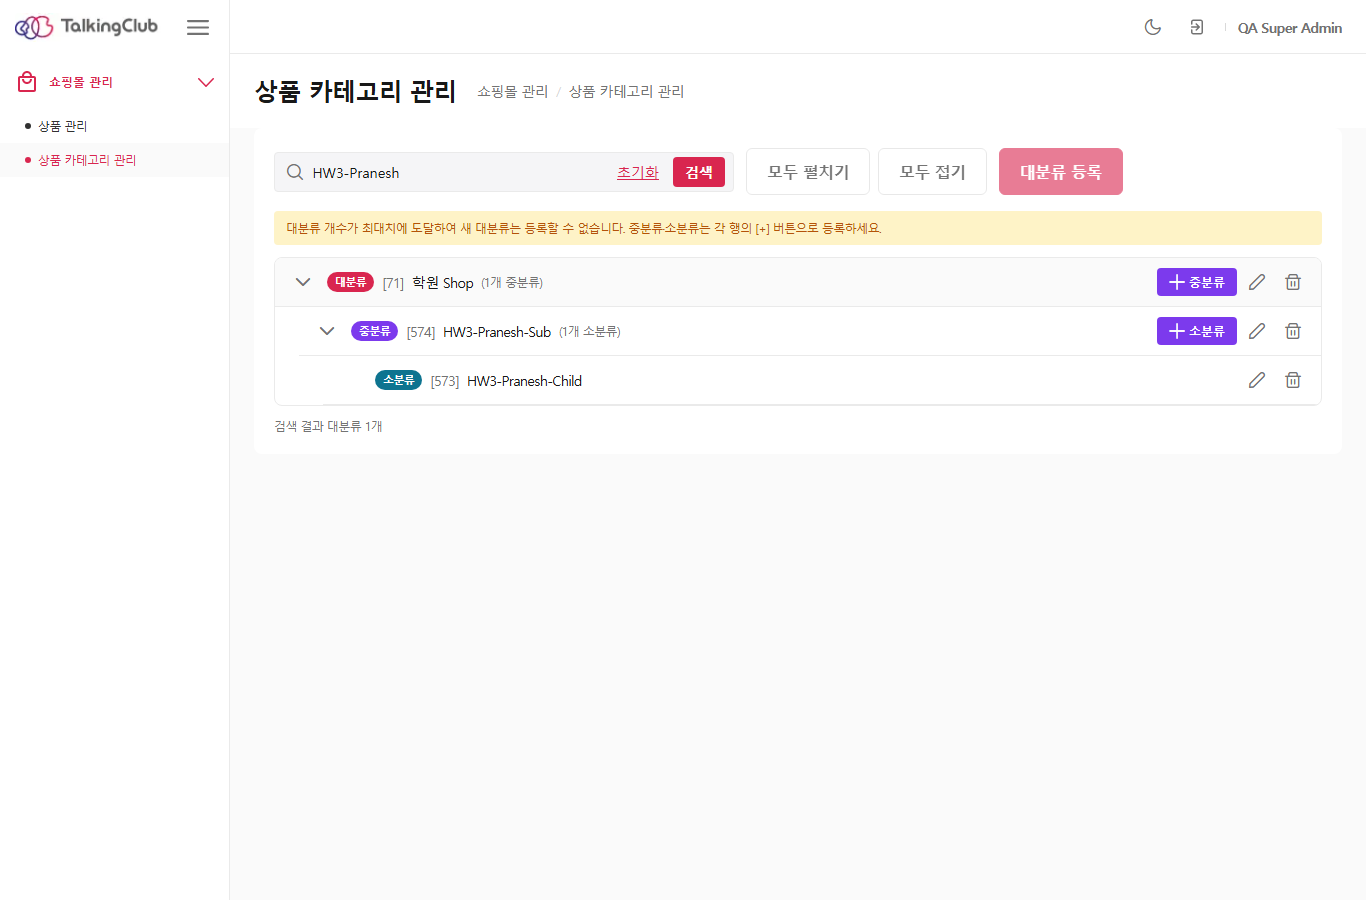 TalkingClub
QA Super Admin
쇼핑몰 관리
상품 관리
상품 카테고리 관리
상품 카테고리 관리
쇼핑몰 관리 / 상품 카테고리 관리
HW3-Pranesh 초기화 검색 모두 펼치기 모두 접기 대분류 등록
대분류 개수가 최대치에 도달하여 새 대분류는 등록할 수 없습니다. 중분류·소분류는 각 행의 [+] 버튼으로 등록하세요.
대분류 [71] 학원 Shop (1개 중분류) + 중분류
중분류 [574] HW3-Pranesh-Sub (1개 소분류) + 소분류
소분류 [573] HW3-Pranesh-Child
검색 결과 대분류 1개